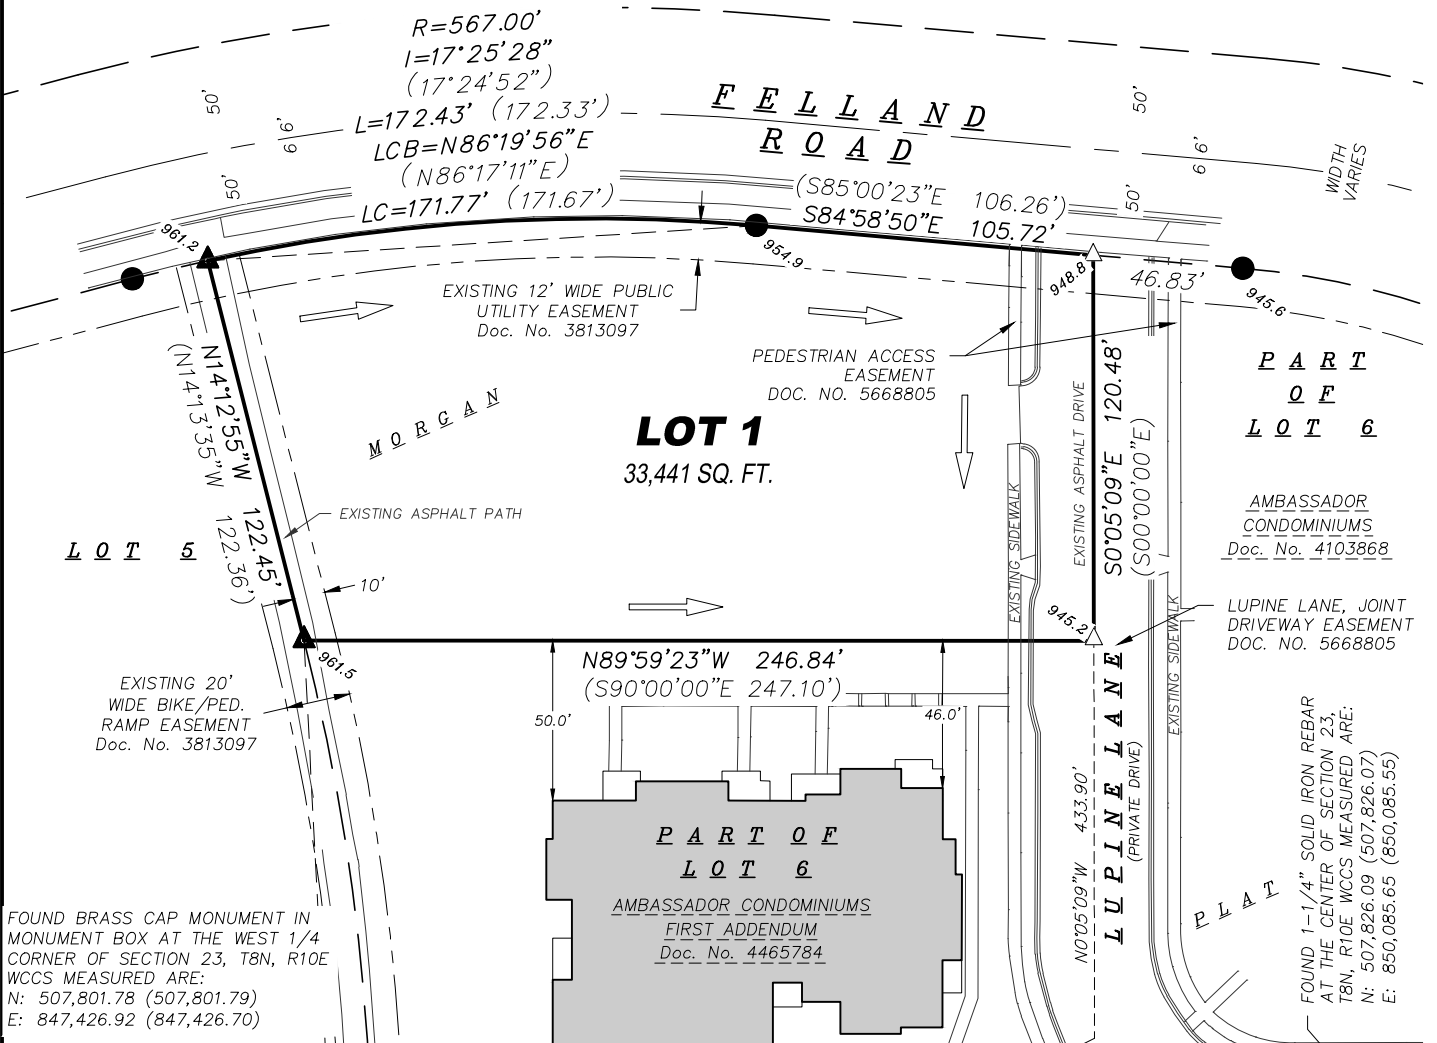 R=567.00'
I=17°25'28"
(17°24'52")
L=172.43' (172.33')
LCB=N86°19'56"E
(N86°17'11"E)
LC=171.77' (171.67')
FELLAND
ROAD
50'
66'
50'
50'
66'
50'
WIDTH
VARIES
(S85°00'23"E 106.26')
S84°58'50"E 105.72'
961.2
954.9
948.8
46.83'
945.6
EXISTING 12' WIDE PUBLIC
UTILITY EASEMENT
Doc. No. 3813097
PEDESTRIAN ACCESS
EASEMENT
DOC. NO. 5668805
N14°12'55"W 122.45'
(N14°13'35"W 122.36')
MORGAN
LOT 1
33,441 SQ. FT.
EXISTING ASPHALT PATH
LOT 5
10'
EXISTING SIDEWALK
EXISTING ASPHALT DRIVE
S0°05'09"E 120.48'
(S00°00'00"E)
PART
OF
LOT 6
AMBASSADOR
CONDOMINIUMS
Doc. No. 4103868
945.2
961.5
LUPINE LANE, JOINT
DRIVEWAY EASEMENT
DOC. NO. 5668805
EXISTING SIDEWALK
N89°59'23"W 246.84'
(S90°00'00"E 247.10')
EXISTING 20'
WIDE BIKE/PED.
RAMP EASEMENT
Doc. No. 3813097
50.0'
46.0'
PART OF
LOT 6
AMBASSADOR CONDOMINIUMS
FIRST ADDENDUM
Doc. No. 4465784
N0°05'09"W 433.90'
LUPINE LANE
(PRIVATE DRIVE)
PLAT
FOUND 1-1/4" SOLID IRON REBAR
AT THE CENTER OF SECTION 23,
T8N, R10E WCCS MEASURED ARE:
N: 507,826.09 (507,826.07)
E: 850,085.65 (850,085.55)
FOUND BRASS CAP MONUMENT IN
MONUMENT BOX AT THE WEST 1/4
CORNER OF SECTION 23, T8N, R10E
WCCS MEASURED ARE:
N: 507,801.78 (507,801.79)
E: 847,426.92 (847,426.70)